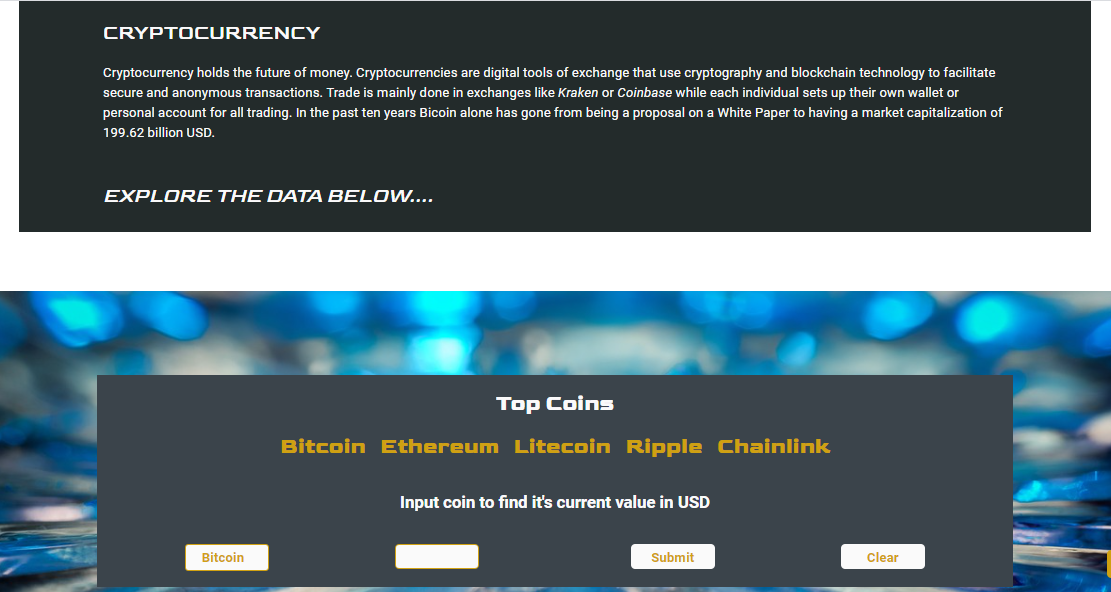 CRYPTOCURRENCY
Cryptocurrency holds the future of money. Cryptocurrencies are digital tools of exchange that use cryptography and blockchain technology to facilitate
secure and anonymous transactions. Trade is mainly done in exchanges like Kraken or Coinbase while each individual sets up their own wallet or
personal account for all trading. In the past ten years Bicoin alone has gone from being a proposal on a White Paper to having a market capitalization of
199.62 billion USD.
EXPLORE THE DATA BELOW....
Top Coins
Bitcoin Ethereum Litecoin Ripple Chainlink
Input coin to find it's current value in USD
Bitcoin Submit Clear